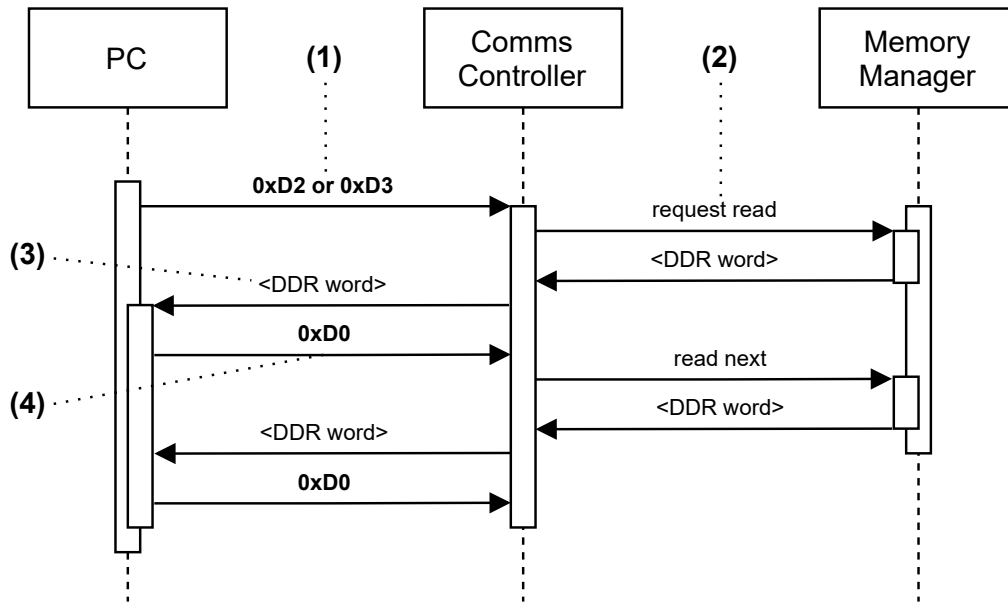 PC
(1)
Comms
Controller
(2)
Memory
Manager
0xD2 or 0xD3
request read
(3)
<DDR word>
<DDR word>
0xD0
read next
(4)
<DDR word>
<DDR word>
0xD0